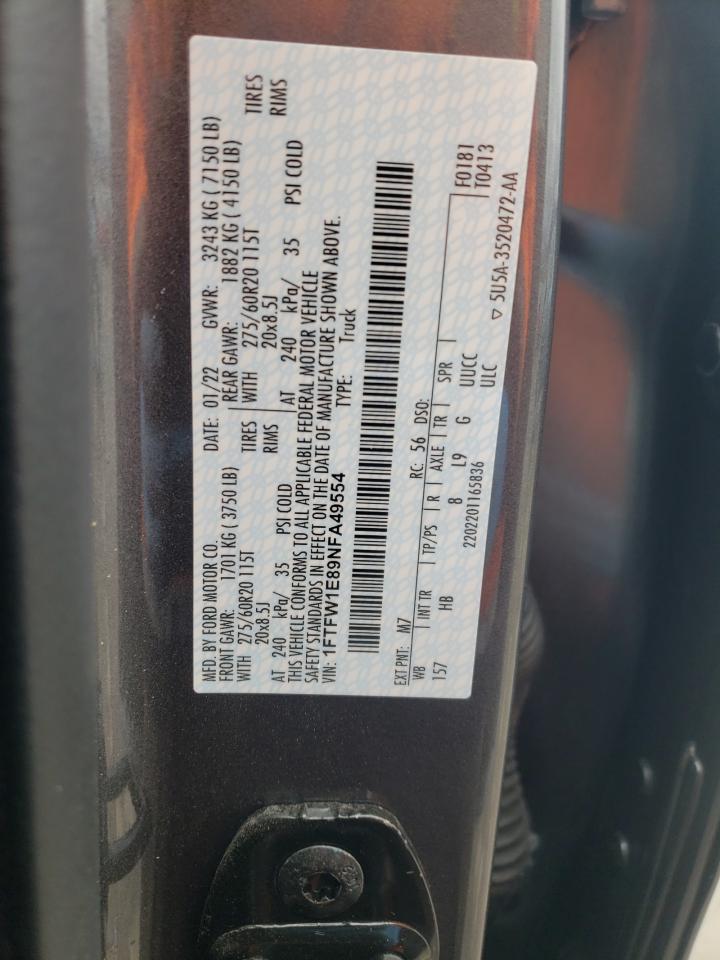 MFD. BY FORD MOTOR CO. DATE: 01/22 GVWR: 3243 KG ( 7150 LB)
FRONT GAWR: 1701 KG ( 3750 LB) REAR GAWR: 1882 KG ( 4150 LB)
WITH 275/60R20 115T TIRES WITH 275/60R20 115T TIRES
20x8.5J RIMS 20x8.5J RIMS
AT 240 kPa/ 35 PSI COLD AT 240 kPa/ 35 PSI COLD
THIS VEHICLE CONFORMS TO ALL APPLICABLE FEDERAL MOTOR VEHICLE
SAFETY STANDARDS IN EFFECT ON THE DATE OF MANUFACTURE SHOWN ABOVE.
VIN: 1FTFW1E89NFA49554 TYPE: Truck
EXT PNT: M7 RC: 56 DSO: F0181
WB INT TR TP/PS R AXLE TR SPR T0413
157 HB 8 L9 G UUCC
2202201165836 ULC ▽ 5U5A-3520472-AA